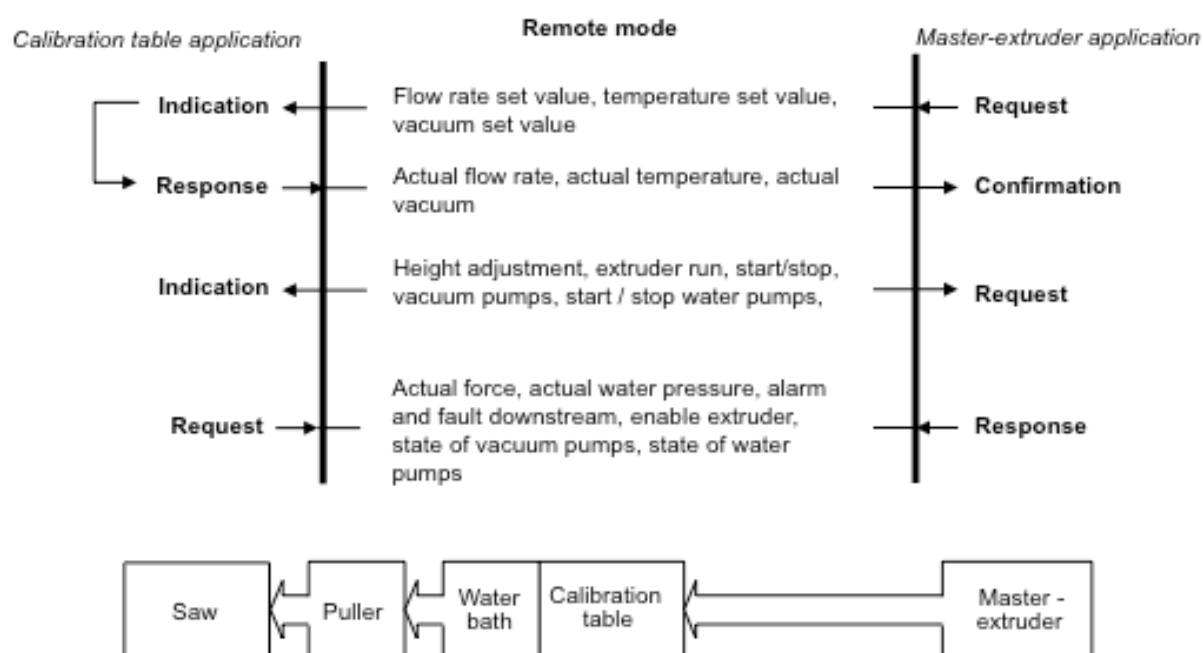 Remote mode
Calibration table application
Master-extruder application
Indication
Flow rate set value, temperature set value,
vacuum set value
Request
Response
Actual flow rate, actual temperature, actual
vacuum
Confirmation
Indication
Height adjustment, extruder run, start/stop,
vacuum pumps, start / stop water pumps,
Request
Request
Actual force, actual water pressure, alarm
and fault downstream, enable extruder,
state of vacuum pumps, state of water
pumps
Response
Saw
Puller
Water
bath
Calibration
table
Master -
extruder